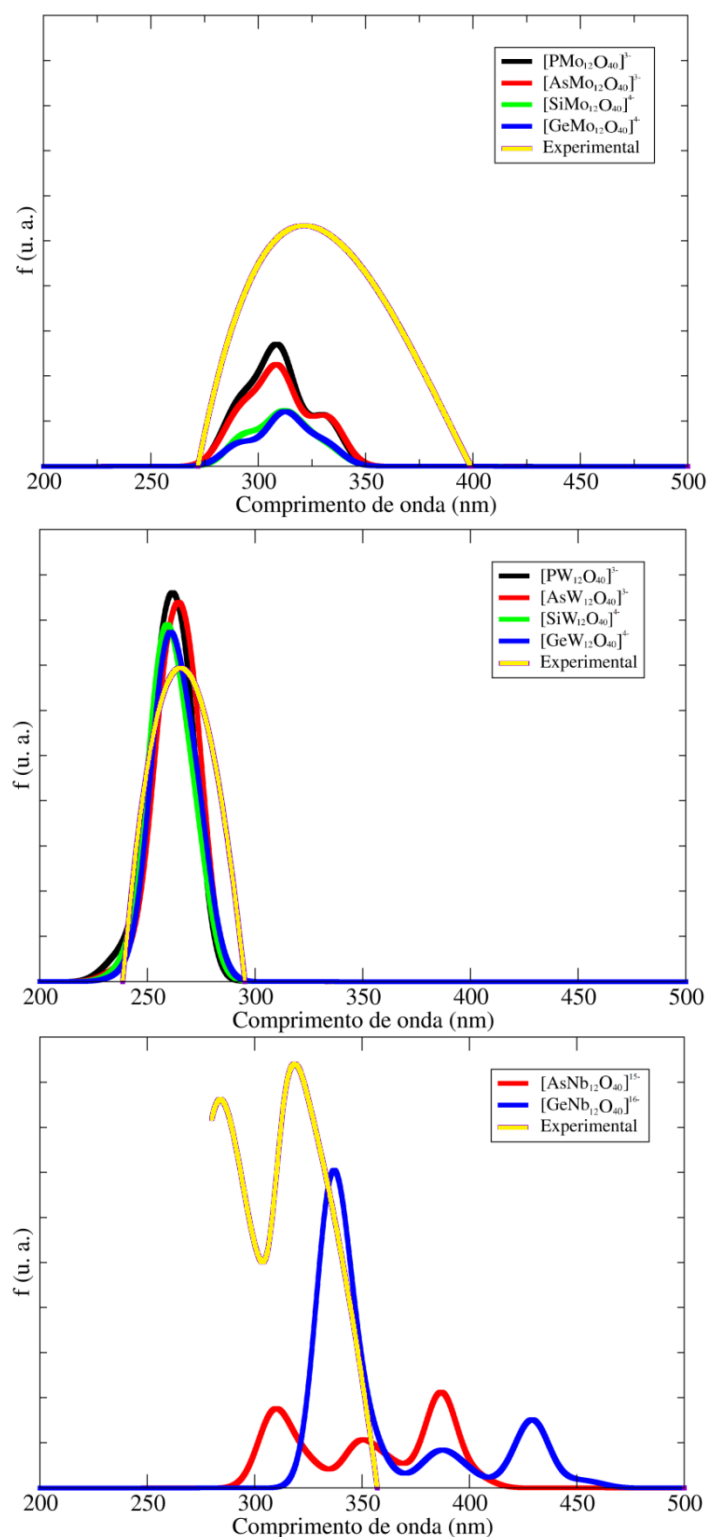 [PMo₁₂O₄₀]³⁻
[AsMo₁₂O₄₀]³⁻
[SiMo₁₂O₄₀]⁴⁻
[GeMo₁₂O₄₀]⁴⁻
Experimental
f (u. a.)
200 250 300 350 400 450 500
Comprimento de onda (nm)
[PW₁₂O₄₀]³⁻
[AsW₁₂O₄₀]³⁻
[SiW₁₂O₄₀]⁴⁻
[GeW₁₂O₄₀]⁴⁻
Experimental
f (u. a.)
200 250 300 350 400 450 500
Comprimento de onda (nm)
[AsNb₁₂O₄₀]¹⁵⁻
[GeNb₁₂O₄₀]¹⁶⁻
Experimental
f (u. a.)
200 250 300 350 400 450 500
Comprimento de onda (nm)